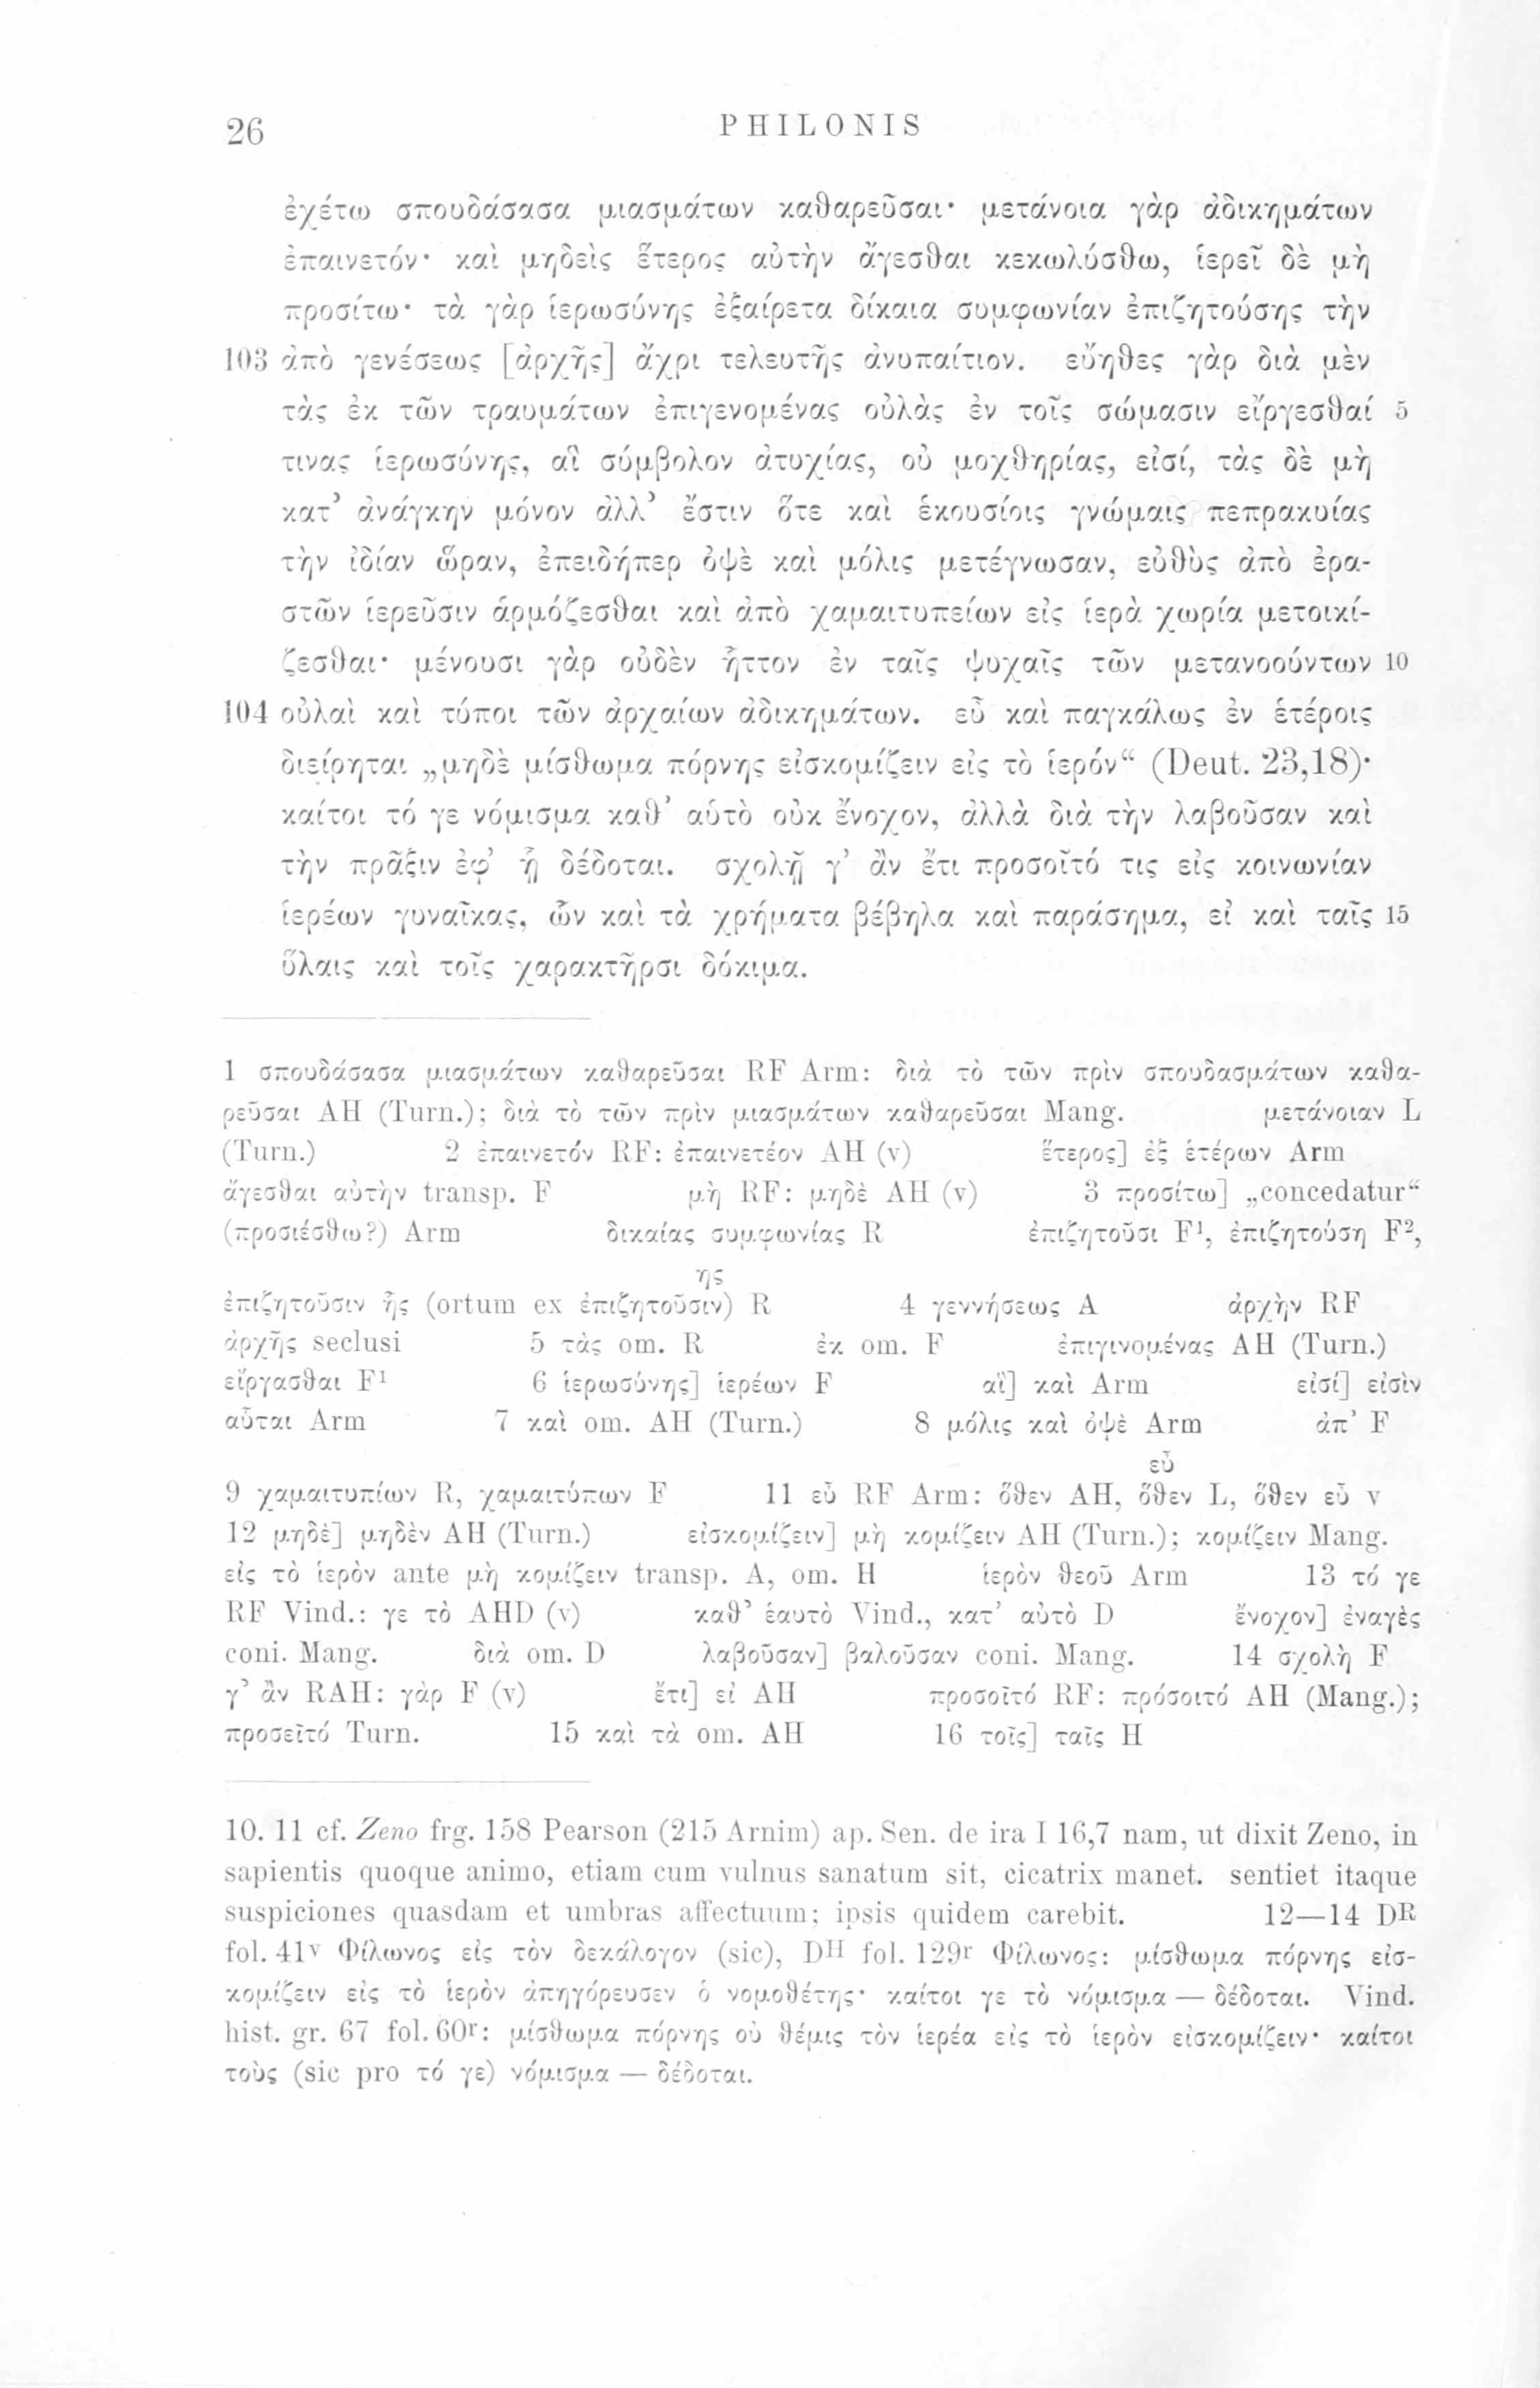 26 PHILONIS
ἐχέτω σπουδάσασα μιασμάτων καθαρεῦσαι· μετάνοια γὰρ ἀδικημάτων
ἐπαινετόν· καὶ μηδεὶς ἕτερος αὐτὴν ἄγεσθαι κεκωλύσθω, ἱερεῖ δὲ μὴ
προσίτω· τὰ γὰρ ἱερωσύνης ἐξαίρετα δίκαια συμφωνίαν ἐπιζητούσης τὴν
103 ἀπὸ γενέσεως [ἀρχῆς] ἄχρι τελευτῆς ἀνυπαίτιον. εὔηθες γὰρ διὰ μὲν
τὰς ἐκ τῶν τραυμάτων ἐπιγενομένας οὐλὰς ἐν τοῖς σώμασιν εἴργεσθαί 5
τινας ἱερωσύνης, αἳ σύμβολον ἀτυχίας, οὐ μοχθηρίας, εἰσί, τὰς δὲ μὴ
κατ’ ἀνάγκην μόνον ἀλλ’ ἔστιν ὅτε καὶ ἑκουσίοις γνώμαις πεπρακυίας
τὴν ἰδίαν ὥραν, ἐπειδήπερ ὀψὲ καὶ μόλις μετέγνωσαν, εὐθὺς ἀπὸ ἐρα-
στῶν ἱερεῦσιν ἁρμόζεσθαι καὶ ἀπὸ χαμαιτυπείων εἰς ἱερὰ χωρία μετοικί-
ζεσθαι· μένουσι γὰρ οὐδὲν ἧττον ἐν ταῖς ψυχαῖς τῶν μετανοούντων 10
104 οὐλαὶ καὶ τύποι τῶν ἀρχαίων ἀδικημάτων. εὖ καὶ παγκάλως ἐν ἑτέροις
διείρηται „μηδὲ μίσθωμα πόρνης εἰσκομίζειν εἰς τὸ ἱερόν“ (Deut. 23,18)·
καίτοι τό γε νόμισμα καθ’ αὑτὸ οὐκ ἔνοχον, ἀλλὰ διὰ τὴν λαβοῦσαν καὶ
τὴν πρᾶξιν ἐφ’ ᾗ δέδοται. σχολῇ γ’ ἂν ἔτι προσοῖτό τις εἰς κοινωνίαν
ἱερέων γυναῖκας, ὧν καὶ τὰ χρήματα βέβηλα καὶ παράσημα, εἰ καὶ ταῖς 15
ὕλαις καὶ τοῖς χαρακτῆρσι δόκιμα.
1 σπουδάσασα μιασμάτων καθαρεῦσαι RF Arm: διὰ τὸ τῶν πρὶν σπουδασμάτων καθα-
ρεῦσαι AH (Turn.); διὰ τὸ τῶν πρὶν μιασμάτων καθαρεῦσαι Mang. μετάνοιαν L
(Turn.) 2 ἐπαινετόν RF: ἐπαινετέον AH (v) ἕτερος] ἐξ ἑτέρων Arm
ἄγεσθαι αὐτὴν transp. F μὴ RF: μηδὲ AH (v) 3 προσίτω] „concedatur“
(προσιέσθω?) Arm δικαίας συμφωνίας R ἐπιζητοῦσι F¹, ἐπιζητούση F²,
ης
ἐπιζητοῦσιν ἧς (ortum ex ἐπιζητοῦσιν) R 4 γεννήσεως A ἀρχὴν RF
ἀρχῆς seclusi 5 τὰς om. R ἐκ om. F ἐπιγινομένας AH (Turn.)
εἴργασθαι F¹ 6 ἱερωσύνης] ἱερέων F αἳ] καὶ Arm εἰσί] εἰσὶν
αὗται Arm 7 καὶ om. AH (Turn.) 8 μόλις καὶ ὀψὲ Arm ἀπ’ F
εὖ
9 χαμαιτυπίων R, χαμαιτύπων F 11 εὖ RF Arm: ὅθεν AH, ὅθεν L, ὅθεν εὖ v
12 μηδὲ] μηδὲν AH (Turn.) εἰσκομίζειν] μὴ κομίζειν AH (Turn.); κομίζειν Mang.
εἰς τὸ ἱερὸν ante μὴ κομίζειν transp. A, om. H ἱερὸν θεοῦ Arm 13 τό γε
RF Vind.: γε τὸ AHD (v) καθ’ ἑαυτὸ Vind., κατ’ αὐτὸ D ἔνοχον] ἐναγὲς
coni. Mang. διὰ om. D λαβοῦσαν] βαλοῦσαν coni. Mang. 14 σχολὴ F
γ’ ἂν RAH: γὰρ F (v) ἔτι] εἰ AH προσοῖτό RF: πρόσοιτό AH (Mang.);
προσεῖτό Turn. 15 καὶ τὰ om. AH 16 τοῖς] ταῖς H
10. 11 cf. Zeno frg. 158 Pearson (215 Arnim) ap. Sen. de ira I 16,7 nam, ut dixit Zeno, in
sapientis quoque animo, etiam cum vulnus sanatum sit, cicatrix manet. sentiet itaque
suspiciones quasdam et umbras affectuum; ipsis quidem carebit. 12—14 Dᴿ
fol. 41ᵛ Φίλωνος εἰς τὸν δεκάλογον (sic), Dᴴ fol. 129ʳ Φίλωνος: μίσθωμα πόρνης εἰσ-
κομίζειν εἰς τὸ ἱερὸν ἀπηγόρευσεν ὁ νομοθέτης· καίτοι γε τὸ νόμισμα — δέδοται. Vind.
hist. gr. 67 fol. 60ʳ: μίσθωμα πόρνης οὐ θέμις τὸν ἱερέα εἰς τὸ ἱερὸν εἰσκομίζειν· καίτοι
τοὺς (sic pro τό γε) νόμισμα — δέδοται.